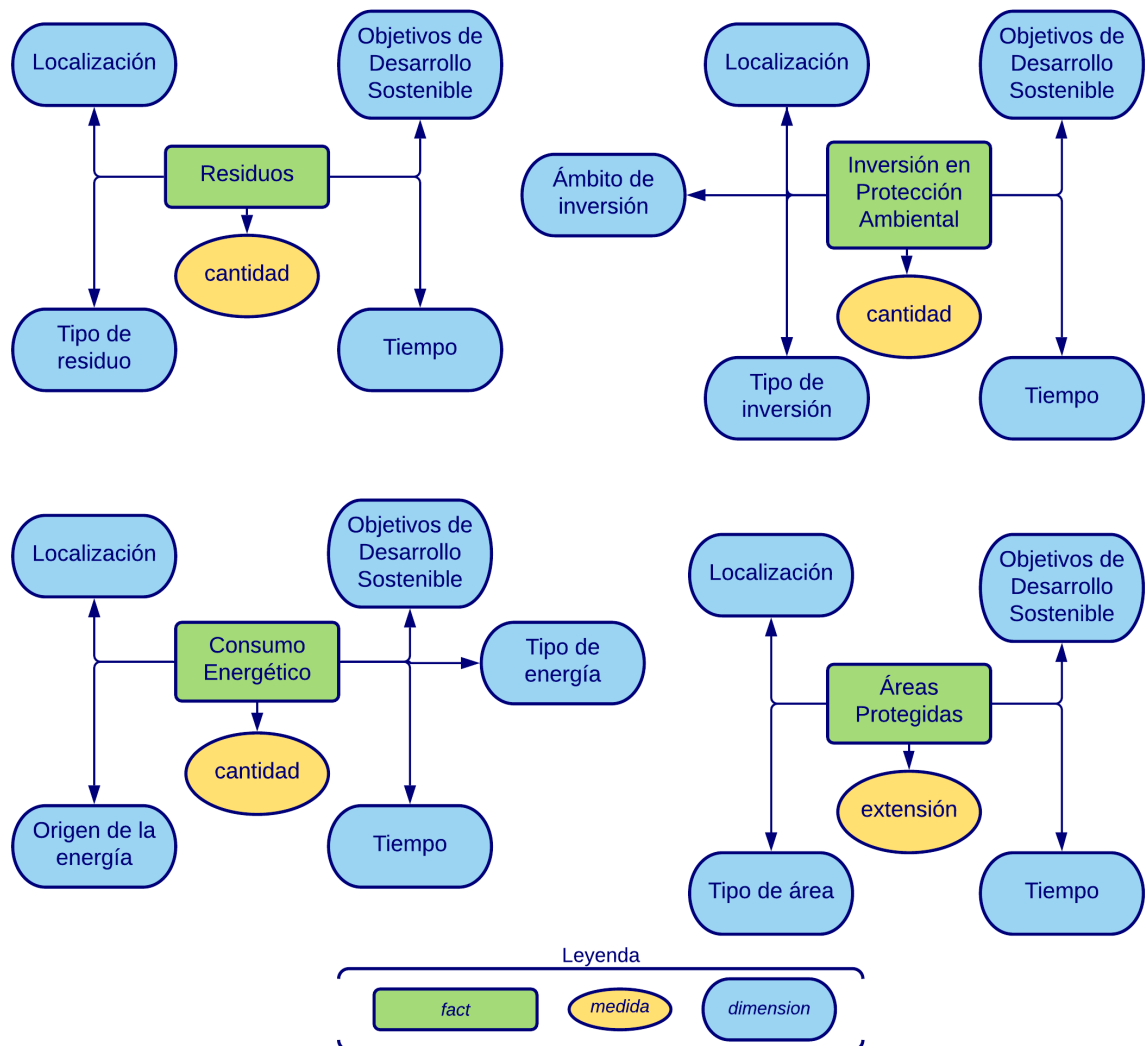 Localización
Objetivos de
Desarrollo
Sostenible
Residuos
cantidad
Tipo de
residuo
Tiempo
Localización
Objetivos de
Desarrollo
Sostenible
Ámbito de
inversión
Inversión en
Protección
Ambiental
cantidad
Tipo de
inversión
Tiempo
Localización
Objetivos de
Desarrollo
Sostenible
Consumo
Energético
Tipo de
energía
cantidad
Origen de la
energía
Tiempo
Localización
Objetivos de
Desarrollo
Sostenible
Áreas
Protegidas
extensión
Tipo de área
Tiempo
Leyenda
fact
medida
dimension